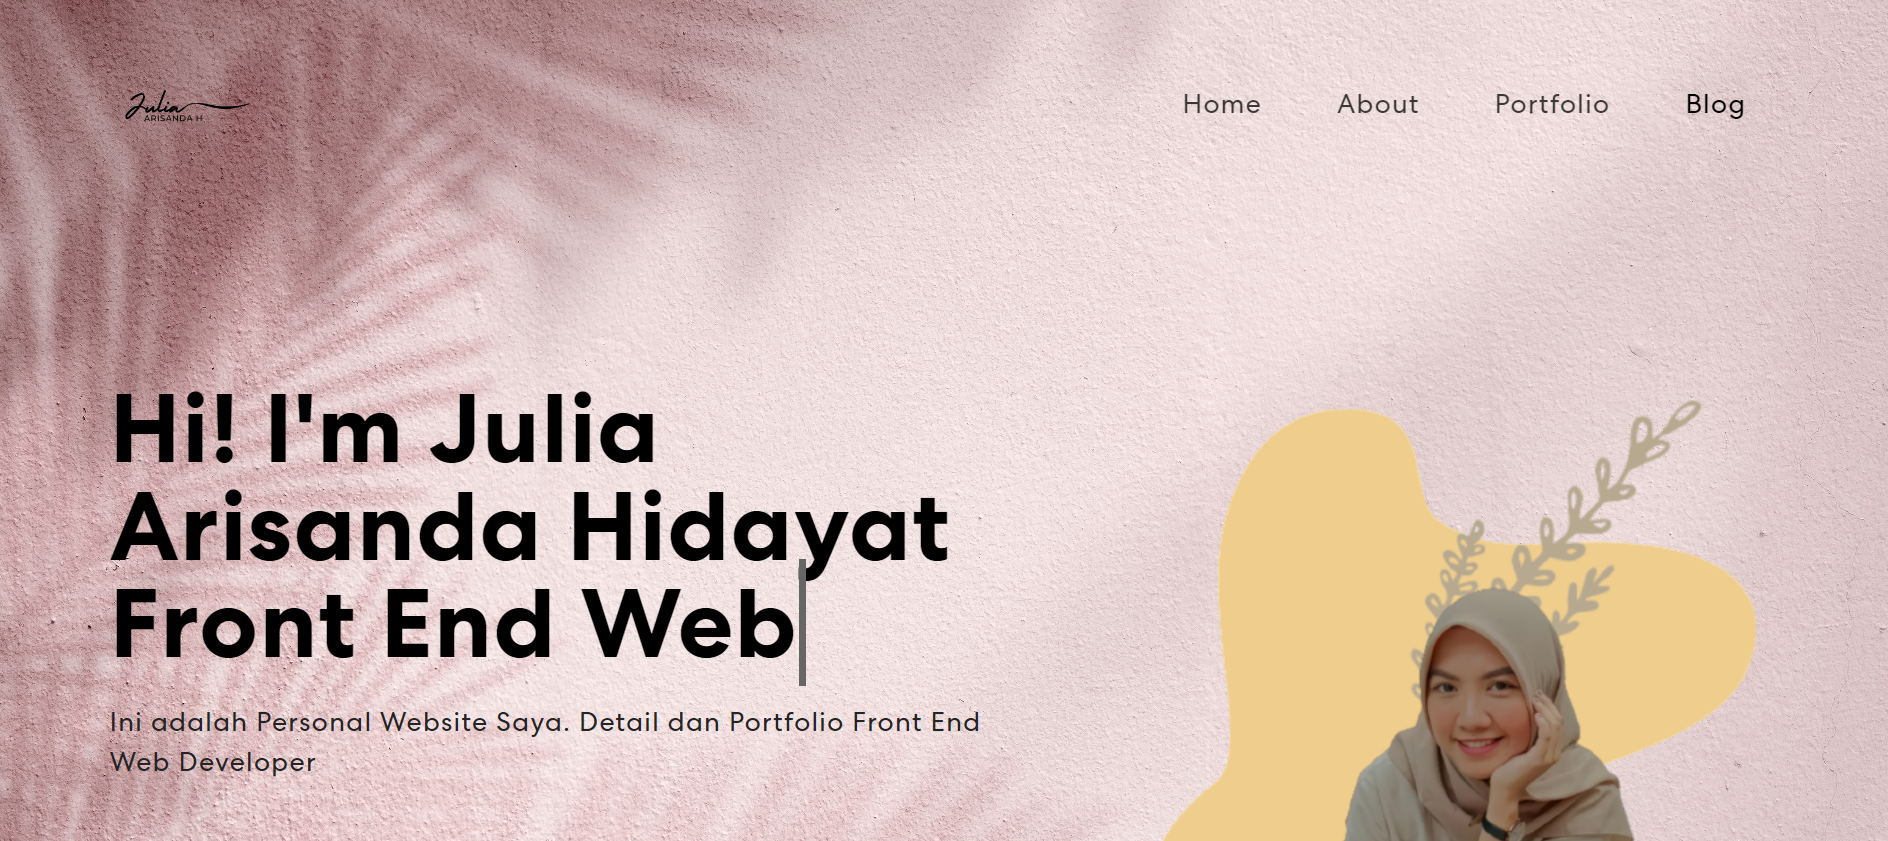 Julia
ARISANDA H
Home About Portfolio Blog
Hi! I'm Julia
Arisanda Hidayat
Front End Web
Ini adalah Personal Website Saya. Detail dan Portfolio Front End
Web Developer